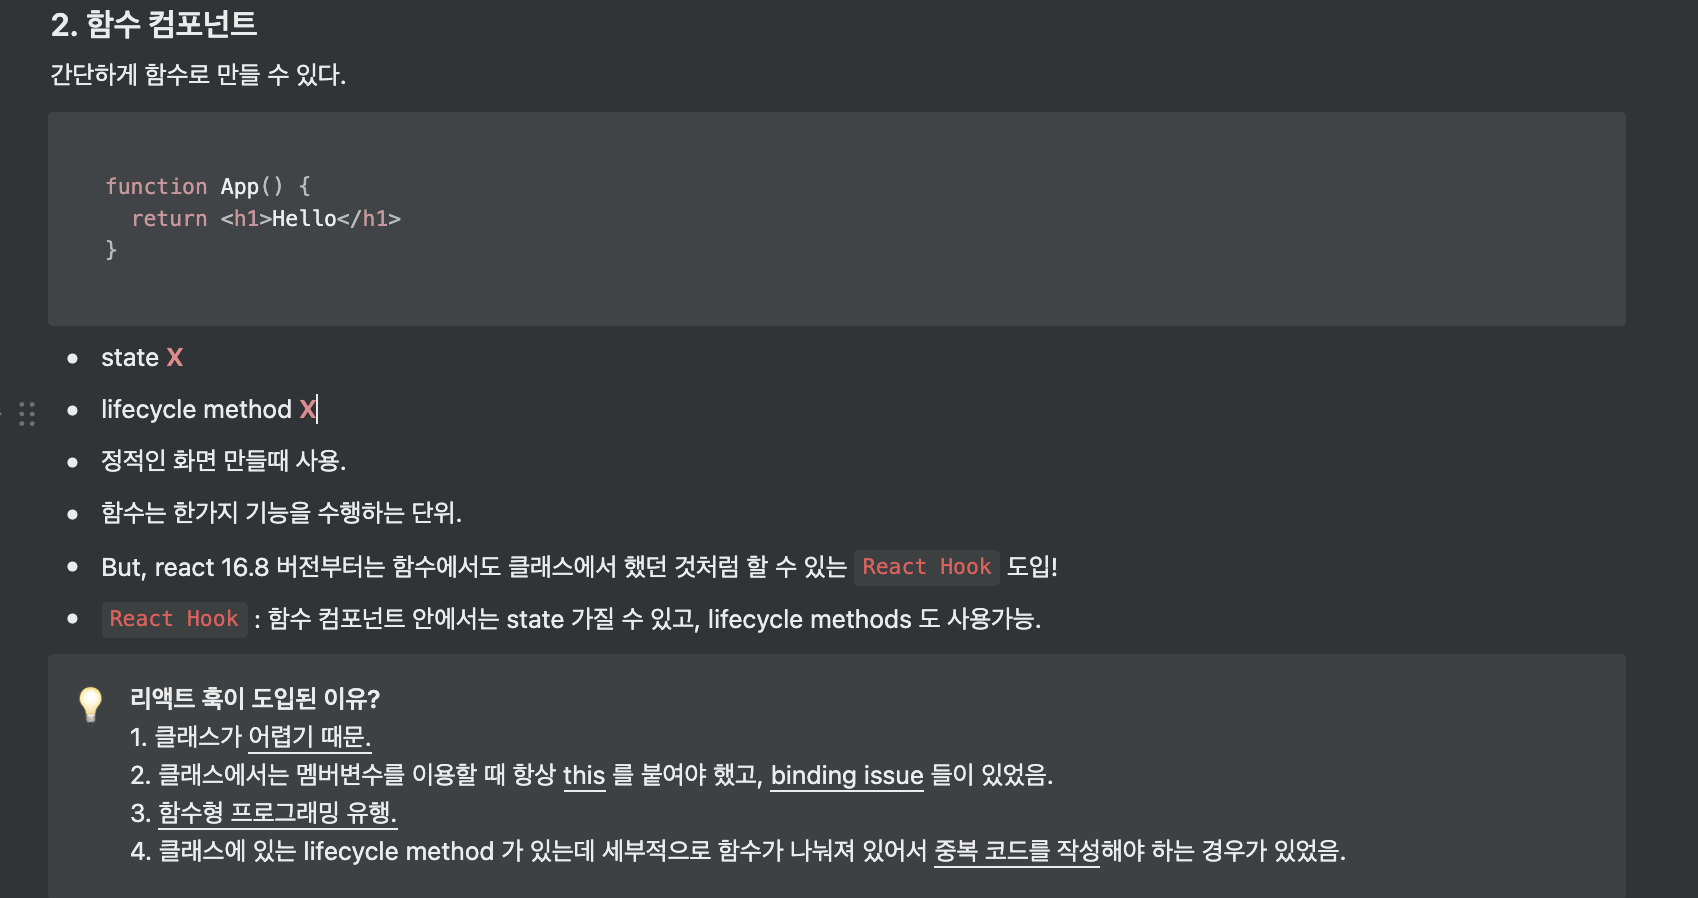 2. 함수 컴포넌트
간단하게 함수로 만들 수 있다.
function App() {
  return <h1>Hello</h1>
}
state X
lifecycle method X
정적인 화면 만들때 사용.
함수는 한가지 기능을 수행하는 단위.
But, react 16.8 버전부터는 함수에서도 클래스에서 했던 것처럼 할 수 있는 React Hook 도입!
React Hook : 함수 컴포넌트 안에서는 state 가질 수 있고, lifecycle methods 도 사용가능.
리액트 훅이 도입된 이유?
1. 클래스가 어렵기 때문.
2. 클래스에서는 멤버변수를 이용할 때 항상 this 를 붙여야 했고, binding issue 들이 있었음.
3. 함수형 프로그래밍 유행.
4. 클래스에 있는 lifecycle method 가 있는데 세부적으로 함수가 나눠져 있어서 중복 코드를 작성해야 하는 경우가 있었음.